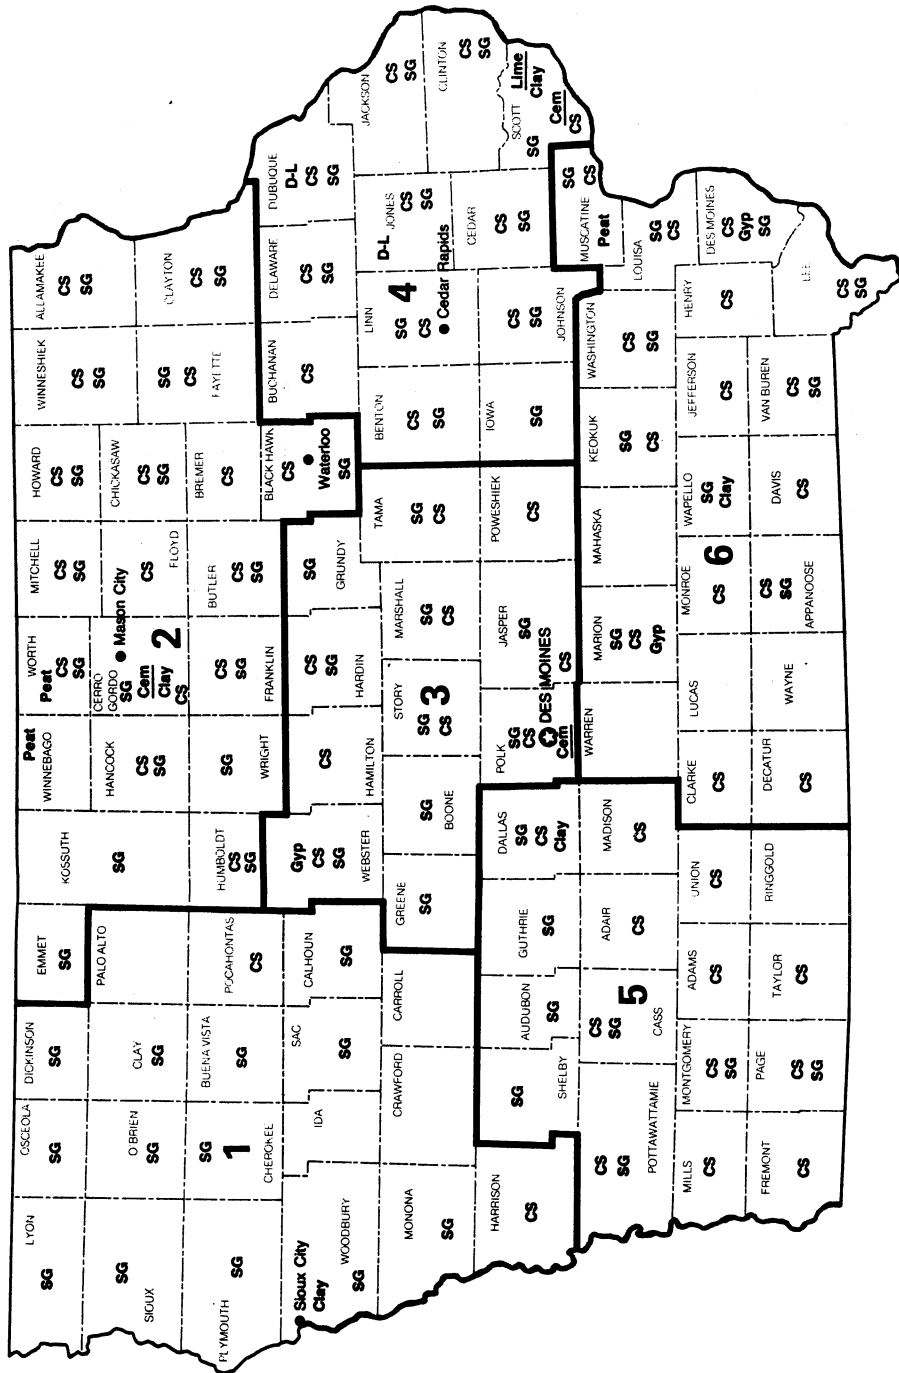 LYON
SG
OSCEOLA
SG
DICKINSON
SG
EMMET
SG
KOSSUTH
SG
WINNEBAGO
Peat
WORTH
Peat
CS
SG
MITCHELL
CS
SG
HOWARD
CS
SG
WINNESHIEK
CS
SG
ALLAMAKEE
CS
SG
SIOUX
SG
O'BRIEN
SG
CLAY
SG
PALO ALTO
HANCOCK
CS
SG
CERRO
GORDO
SG
Cem
Clay
CS
Mason City
2
FLOYD
CS
CHICKASAW
CS
SG
FAYETTE
SG
CS
CLAYTON
CS
SG
PLYMOUTH
SG
CHEROKEE
SG
1
BUENA VISTA
SG
POCAHONTAS
CS
HUMBOLDT
CS
SG
WRIGHT
SG
FRANKLIN
CS
SG
BUTLER
CS
SG
BREMER
CS
BLACK HAWK
CS
Waterloo
SG
BUCHANAN
CS
DELAWARE
CS
SG
DUBUQUE
D-L
CS
SG
Sioux City
Clay
WOODBURY
SG
IDA
SAC
SG
CALHOUN
SG
WEBSTER
Gyp
CS
SG
HAMILTON
CS
HARDIN
CS
SG
GRUNDY
SG
TAMA
SG
CS
BENTON
CS
SG
LINN
SG
CS
4
Cedar Rapids
JONES
D-L
CS
SG
JACKSON
CS
SG
MONONA
SG
CRAWFORD
CARROLL
GREENE
SG
BOONE
SG
STORY
SG
CS
3
MARSHALL
SG
CS
CEDAR
CS
SG
CLINTON
CS
SG
HARRISON
CS
SHELBY
SG
AUDUBON
SG
GUTHRIE
SG
DALLAS
SG
CS
Clay
POLK
SG
CS
DES MOINES
Cem
JASPER
SG
CS
POWESHIEK
CS
IOWA
SG
JOHNSON
CS
SG
SCOTT
SG
Lime
Clay
Cem
CS
MUSCATINE
Peat
SG
CS
POTTAWATTAMIE
CS
SG
CASS
CS
SG
5
ADAIR
CS
MADISON
CS
WARREN
MARION
SG
CS
Gyp
MAHASKA
KEOKUK
SG
CS
WASHINGTON
CS
SG
LOUISA
SG
CS
MILLS
CS
MONTGOMERY
CS
SG
ADAMS
CS
UNION
CS
CLARKE
CS
LUCAS
MONROE
CS
6
WAPELLO
SG
Clay
JEFFERSON
CS
HENRY
CS
DES MOINES
CS
Gyp
SG
FREMONT
CS
PAGE
CS
SG
TAYLOR
CS
RINGGOLD
DECATUR
CS
WAYNE
APPANOOSE
CS
SG
DAVIS
CS
VAN BUREN
CS
SG
LEE
CS
SG